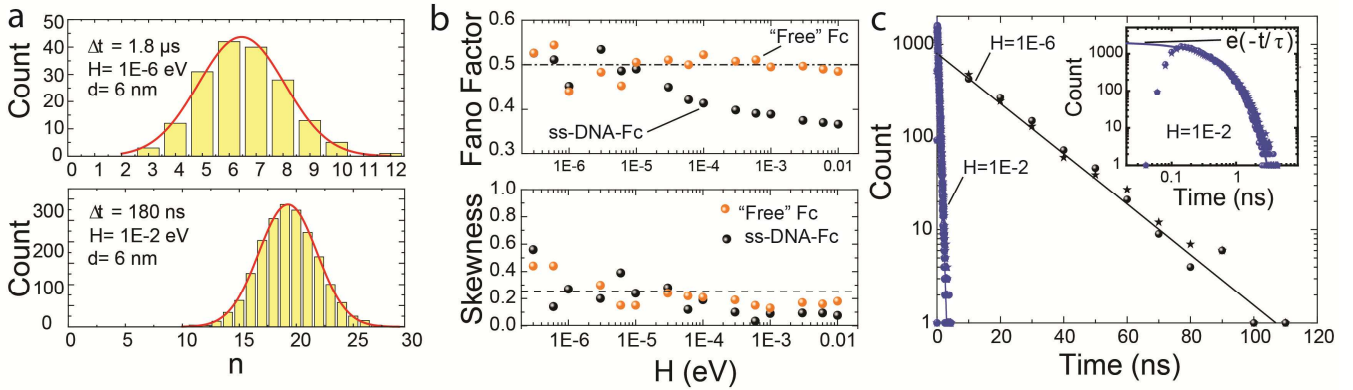 a
Count
50
40
30
20
10
0
Δt = 1.8 µs
H= 1E-6 eV
d= 6 nm
0 1 2 3 4 5 6 7 8 9 10 11 12
Count
300
200
100
0
Δt = 180 ns
H= 1E-2 eV
d= 6 nm
0 5 10 15 20 25 30
n
b
Fano Factor
0.6
0.5
0.4
0.3
"Free" Fc
ss-DNA-Fc
1E-6 1E-5 1E-4 1E-3 0.01
Skewness
1.0
0.8
0.6
0.4
0.2
0.0
"Free" Fc
ss-DNA-Fc
1E-6 1E-5 1E-4 1E-3 0.01
H (eV)
c
Count
1000
100
10
1
H=1E-6
H=1E-2
0 20 40 60 80 100 120
Time (ns)
Count
1000
100
10
1
e(-t/τ)
H=1E-2
0.1 1
Time (ns)